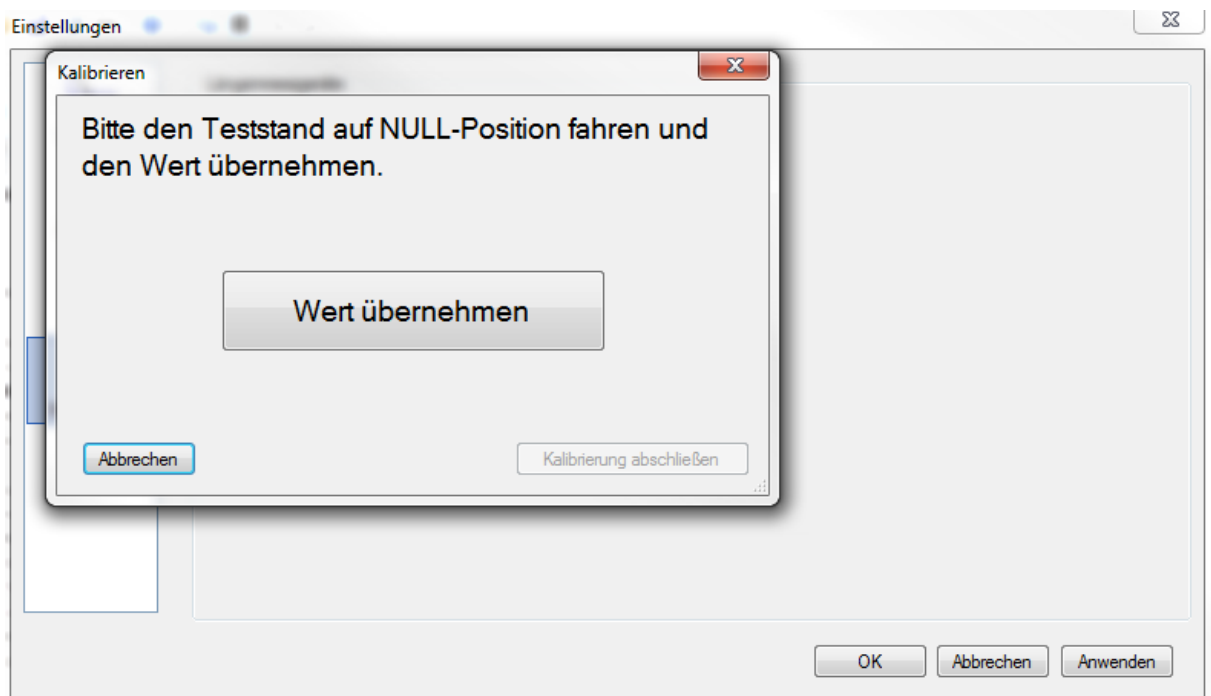 Einstellungen
Kalibrieren
Bitte den Teststand auf NULL-Position fahren und
den Wert übernehmen.
Wert übernehmen
Abbrechen
Kalibrierung abschließen
OK
Abbrechen
Anwenden